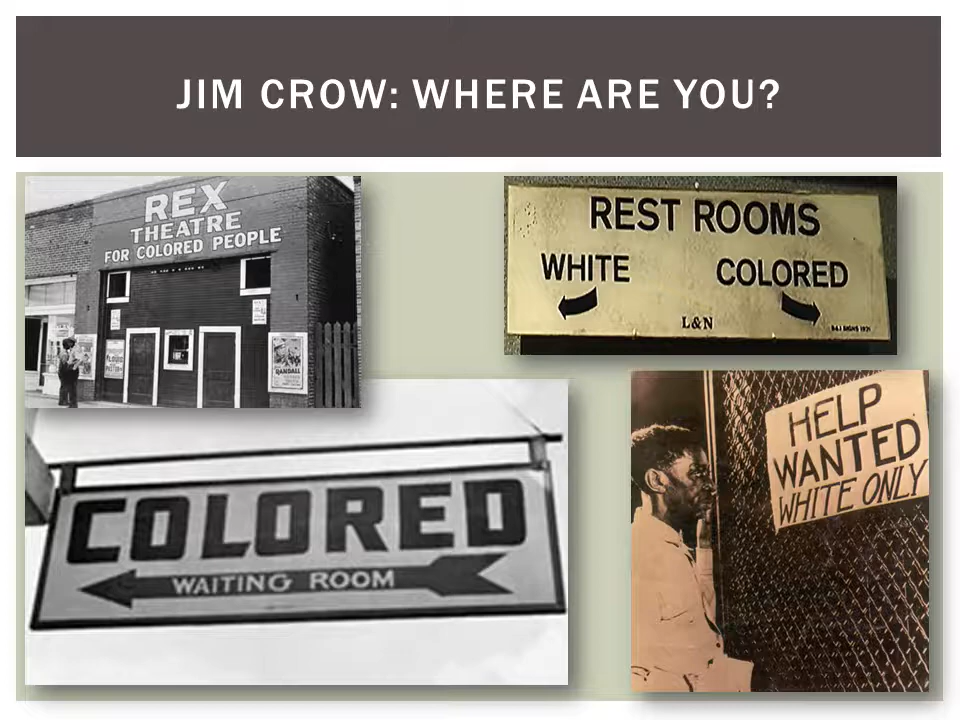 JIM CROW: WHERE ARE YOU?
REX
THEATRE
FOR COLORED PEOPLE
RANDALL
REST ROOMS
WHITE COLORED
L&N
COLORED
WAITING ROOM
HELP
WANTED
WHITE ONLY